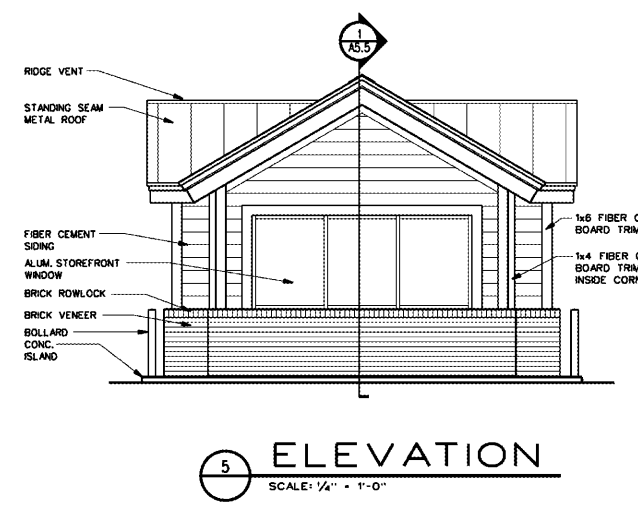 1
A5.5
RIDGE VENT
STANDING SEAM
METAL ROOF
FIBER CEMENT
SIDING
ALUM. STOREFRONT
WINDOW
BRICK ROWLOCK
BRICK VENEER
BOLLARD
CONC.
ISLAND
1x6 FIBER C
BOARD TRIM
1x4 FIBER C
BOARD TRIM
INSIDE CORN
5
ELEVATION
SCALE: 1/4" = 1'-0"